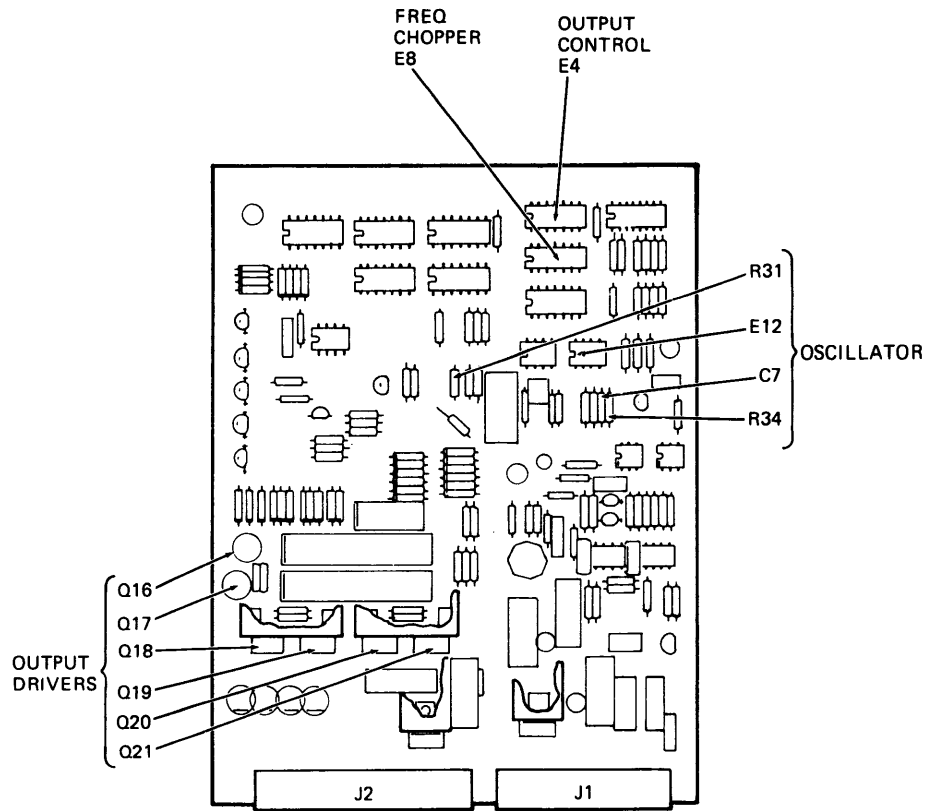 FREQ
CHOPPER
E8
OUTPUT
CONTROL
E4
R31
E12
C7
R34
OSCILLATOR
Q16
Q17
Q18
Q19
Q20
Q21
OUTPUT
DRIVERS
J2
J1